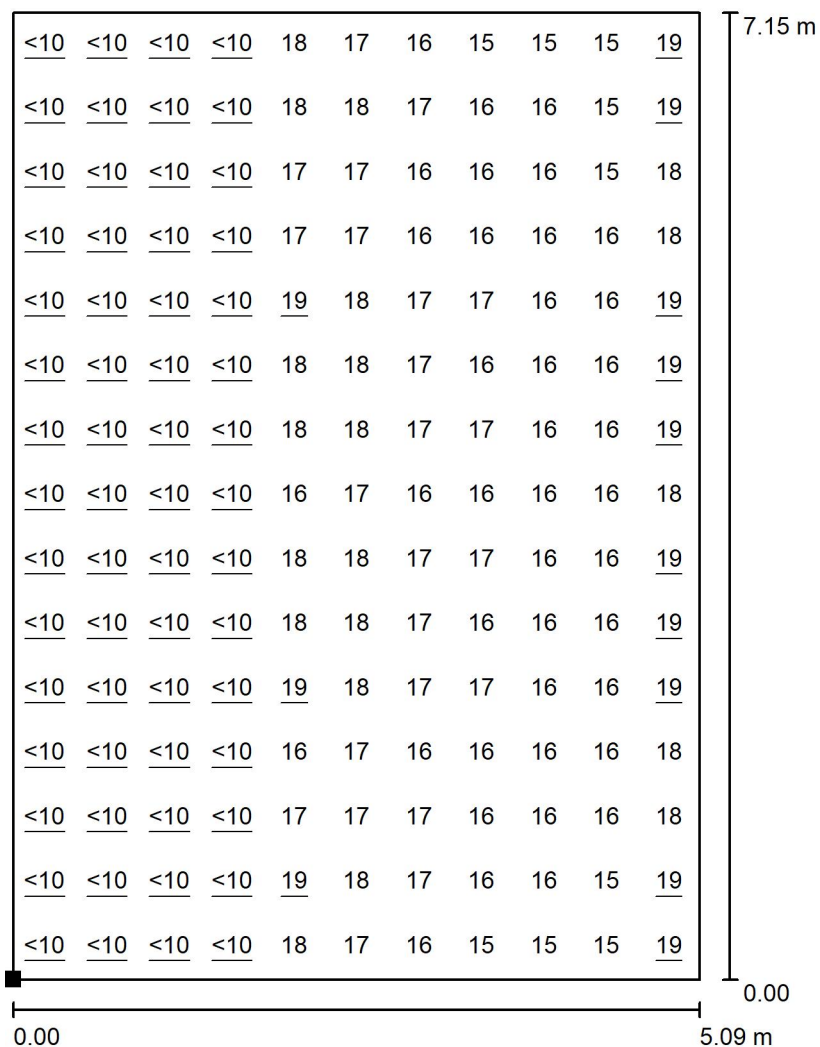 <10 <10 <10 <10 18 17 16 15 15 15 19 7.15 m
<10 <10 <10 <10 18 18 17 16 16 15 19
<10 <10 <10 <10 17 17 16 16 16 15 18
<10 <10 <10 <10 17 17 16 16 16 16 18
<10 <10 <10 <10 19 18 17 17 16 16 19
<10 <10 <10 <10 18 18 17 16 16 16 19
<10 <10 <10 <10 18 18 17 17 16 16 19
<10 <10 <10 <10 16 17 16 16 16 16 18
<10 <10 <10 <10 18 18 17 17 16 16 19
<10 <10 <10 <10 18 18 17 16 16 16 19
<10 <10 <10 <10 19 18 17 17 16 16 19
<10 <10 <10 <10 16 17 16 16 16 16 18
<10 <10 <10 <10 17 17 17 16 16 16 18
<10 <10 <10 <10 19 18 17 16 16 15 19
<10 <10 <10 <10 18 17 16 15 15 15 19
0.00
0.00 5.09 m